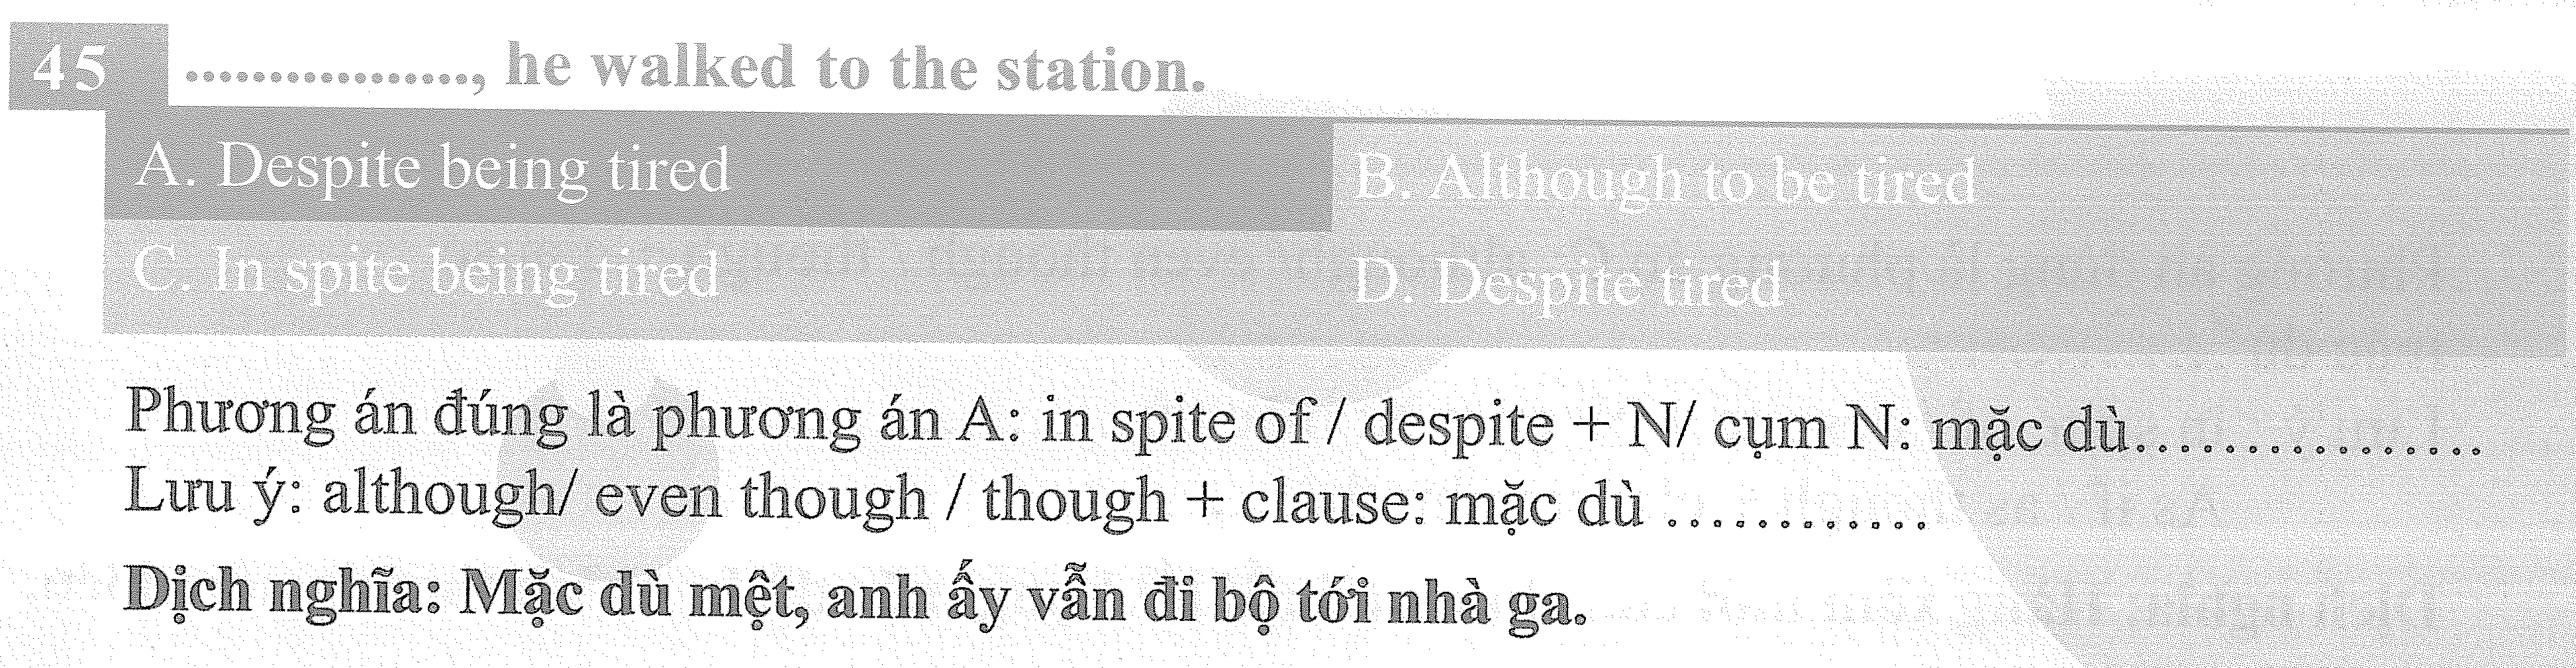 45 ................., he walked to the station.
A. Despite being tired
B. Although to be tired
C. In spite being tired
D. Despite tired
Phương án đúng là phương án A: in spite of / despite + N/ cụm N: mặc dù................
Lưu ý: although/ even though / though + clause: mặc dù ............
Dịch nghĩa: Mặc dù mệt, anh ấy vẫn đi bộ tới nhà ga.